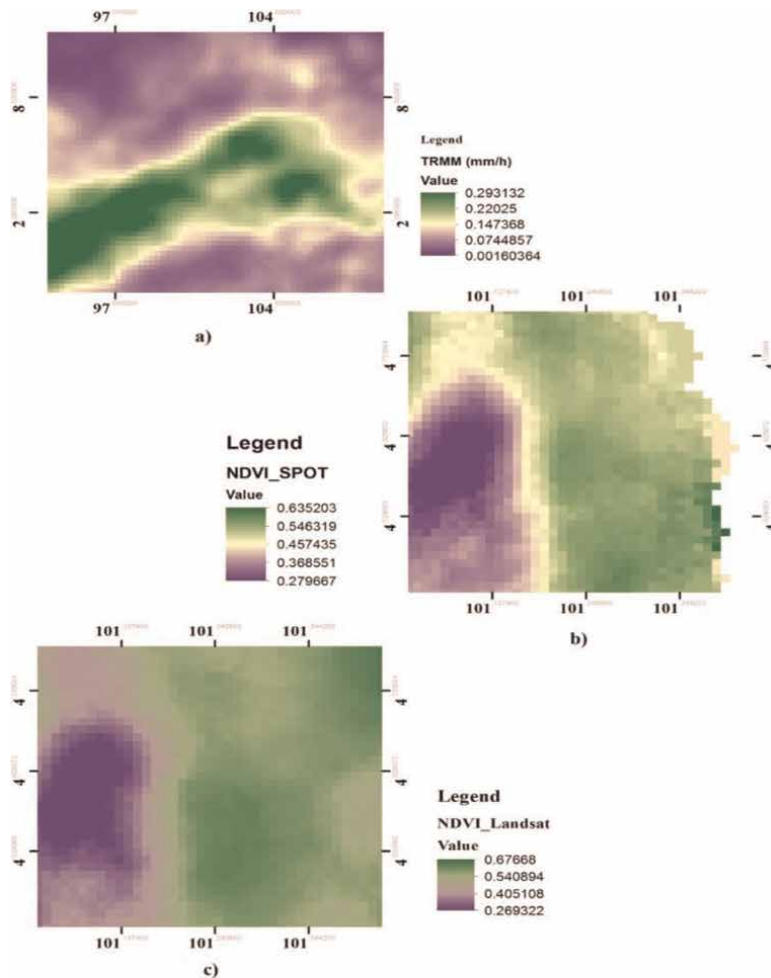 97 104
8 8
2 2
97 104
a)
Legend
TRMM (mm/h)
Value
0.293132
0.22025
0.147368
0.0744857
0.00160364
101 101 101
4 4
4 4
4 4
101 101 101
b)
Legend
NDVI_SPOT
Value
0.635203
0.546319
0.457435
0.368551
0.279667
101 101 101
4 4
4 4
4 4
101 101 101
c)
Legend
NDVI_Landsat
Value
0.67668
0.540894
0.405108
0.269322